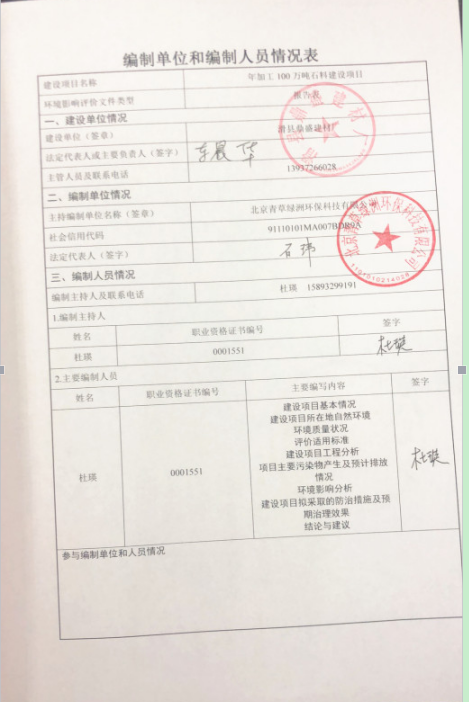 编制单位和编制人员情况表
建设项目名称 年加工100万吨石料建设项目
环境影响评价文件类型 报告表
一、建设单位情况
建设单位（签章） 滑县鼎盛建材厂
法定代表人或主要负责人（签字）
主管人员及联系电话 13937266028
二、编制单位情况
主持编制单位名称（签章） 北京青草绿洲环保科技有限公司
社会信用代码 91110101MA007BDR9A
法定代表人（签字） 石玮
三、编制人员情况
编制主持人及联系电话 杜瑛 15893299191
1.编制主持人
姓名 职业资格证书编号 签字
杜瑛 0001551 杜瑛
2.主要编制人员
姓名 职业资格证书编号 主要编写内容 签字
杜瑛 0001551 建设项目基本情况 杜瑛
建设项目所在地自然环境
环境质量状况
评价适用标准
建设项目工程分析
项目主要污染物产生及预计排放
情况
环境影响分析
建设项目拟采取的防治措施及预
期治理效果
结论与建议
参与编制单位和人员情况